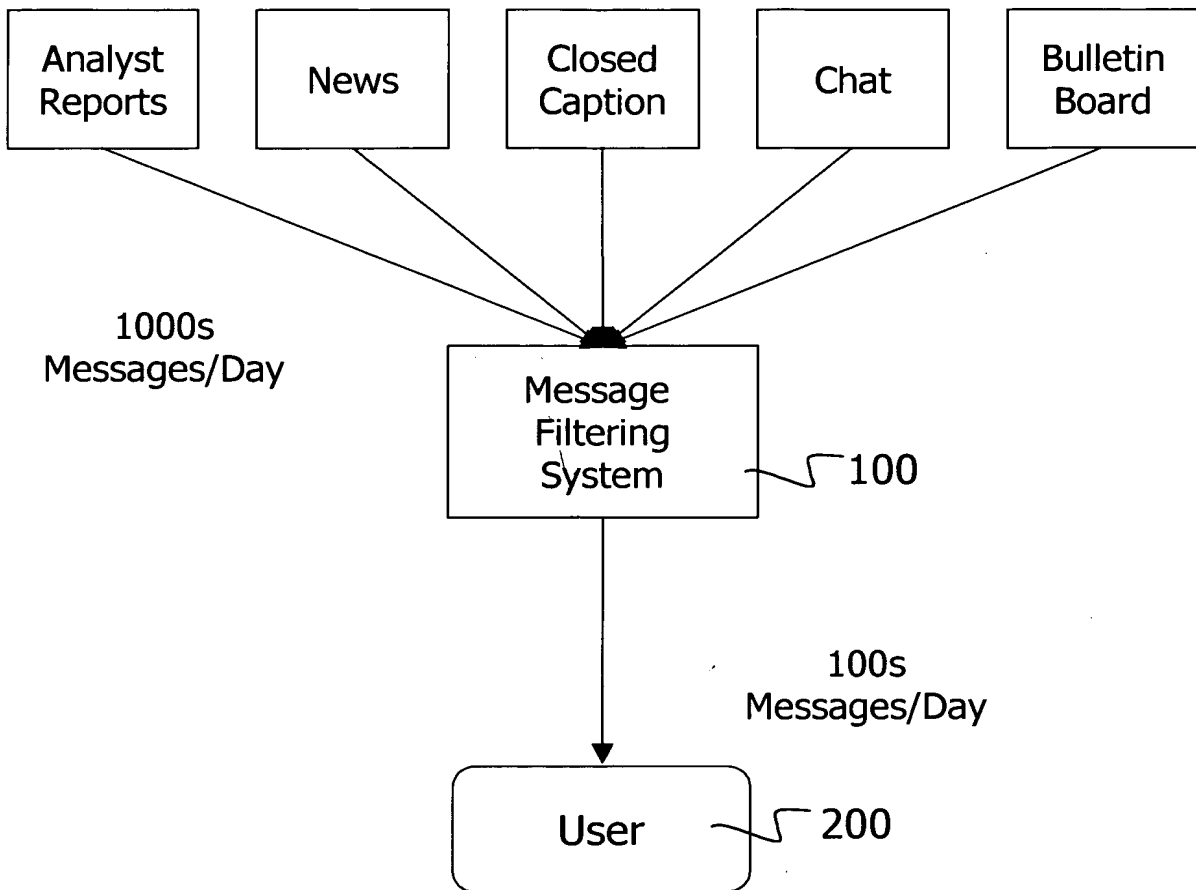 Analyst
Reports
News
Closed
Caption
Chat
Bulletin
Board
1000s
Messages/Day
Message
Filtering
System
100
100s
Messages/Day
User
200